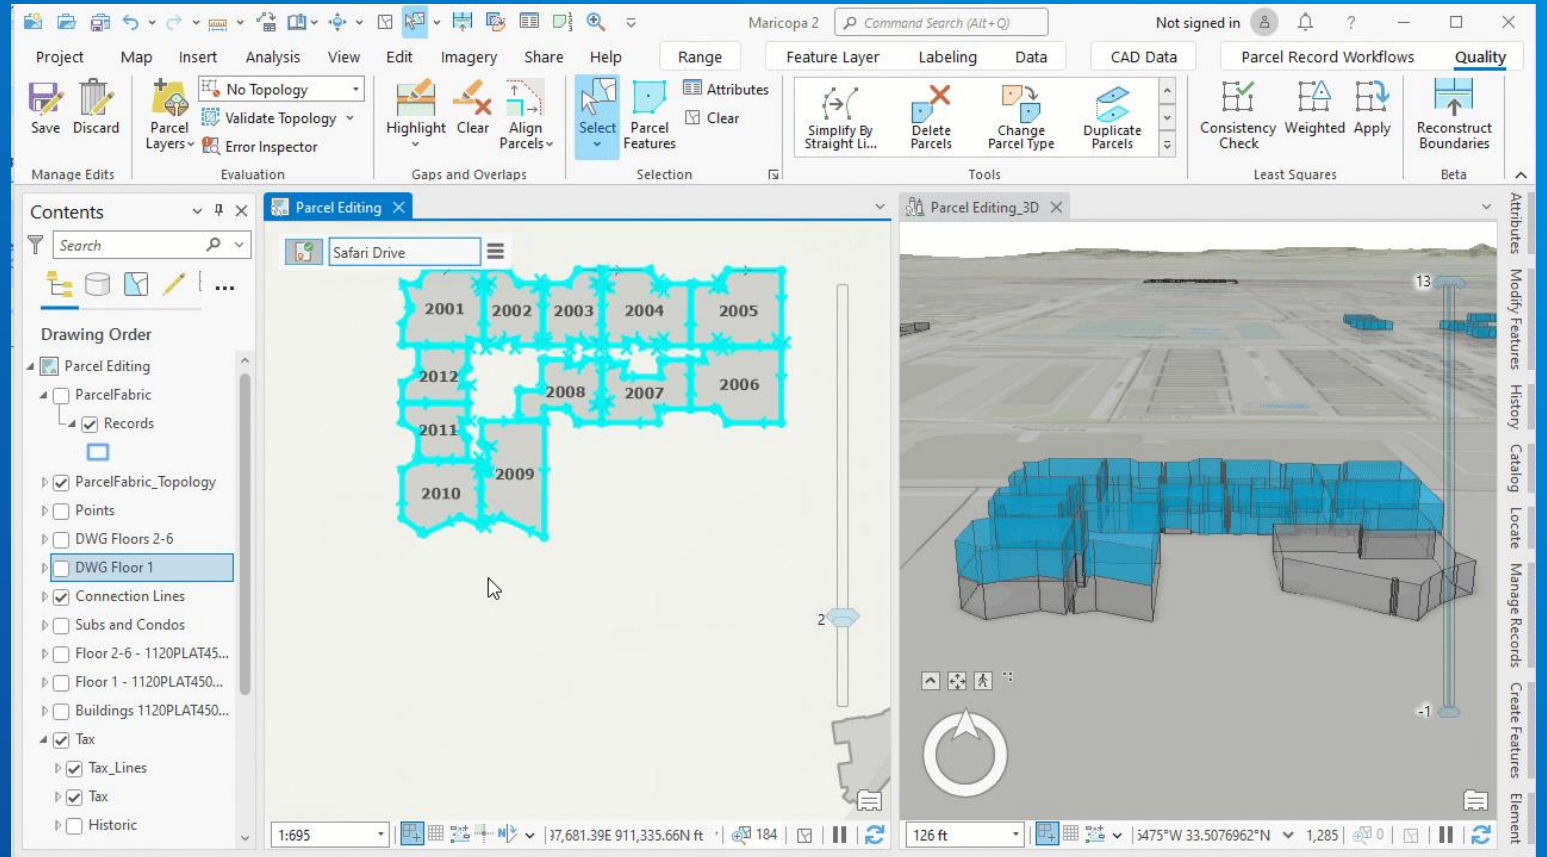 Maricopa 2
Command Search (Alt+Q)
Not signed in
?
Project
Map
Insert
Analysis
View
Edit
Imagery
Share
Help
Range
Feature Layer
Labeling
Data
CAD Data
Parcel Record Workflows
Quality
Save
Discard
Manage Edits
Parcel
Layers
No Topology
Validate Topology
Error Inspector
Evaluation
Highlight
Clear
Align
Parcels
Gaps and Overlaps
Select
Parcel
Features
Attributes
Clear
Selection
Simplify By
Straight Li...
Delete
Parcels
Change
Parcel Type
Duplicate
Parcels
Tools
Consistency
Check
Weighted
Apply
Least Squares
Reconstruct
Boundaries
Beta
Contents
Search
Drawing Order
Parcel Editing
ParcelFabric
Records
ParcelFabric_Topology
Points
DWG Floors 2-6
DWG Floor 1
Connection Lines
Subs and Condos
Floor 2-6 - 1120PLAT45...
Floor 1 - 1120PLAT450...
Buildings 1120PLAT450...
Tax
Tax_Lines
Tax
Historic
Parcel Editing
Safari Drive
2001
2002
2003
2004
2005
2012
2008
2007
2006
2011
2009
2010
2
1:695
97,681.39E 911,335.66N ft
184
Parcel Editing_3D
13
-1
126 ft
5475°W 33.5076962°N
1,285
0
Attributes
Modify Features
History
Catalog
Locate
Manage Records
Create Features
Element